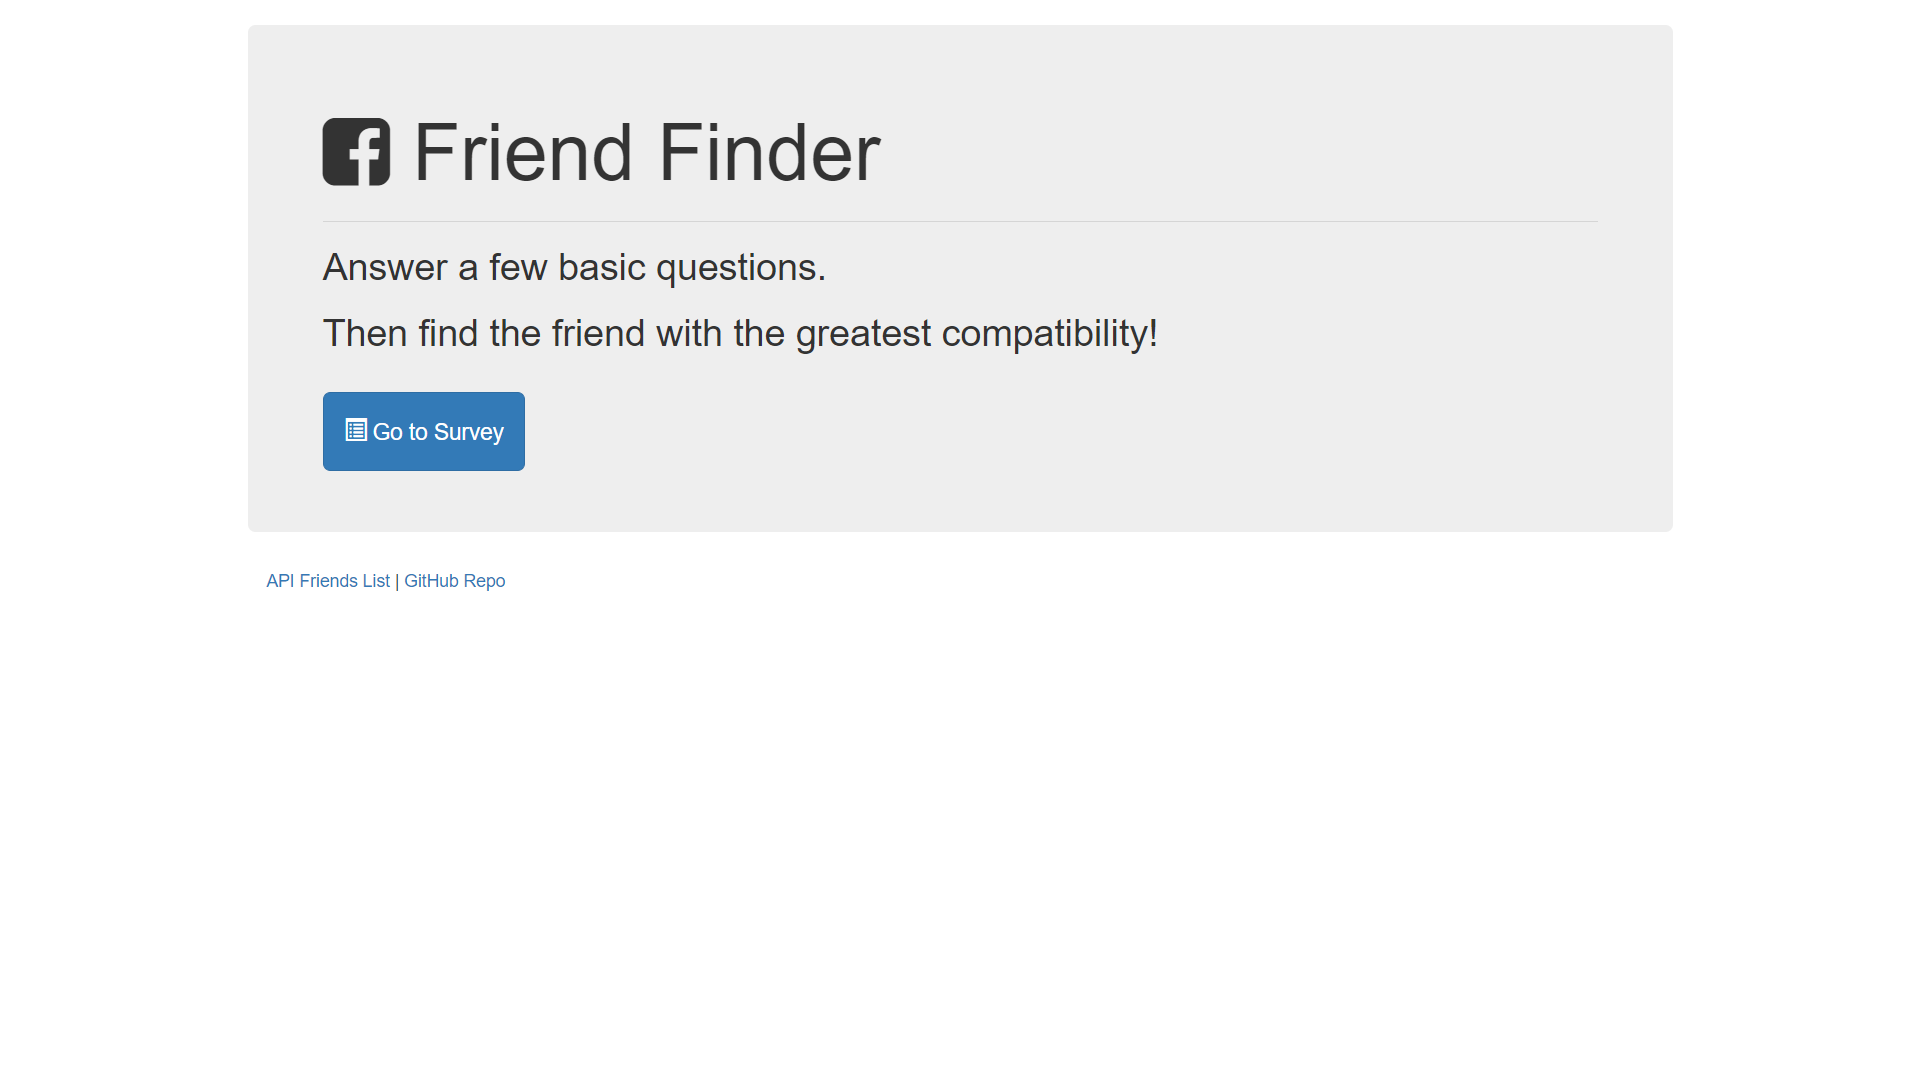 Friend Finder
Answer a few basic questions.
Then find the friend with the greatest compatibility!
Go to Survey
API Friends List | GitHub Repo